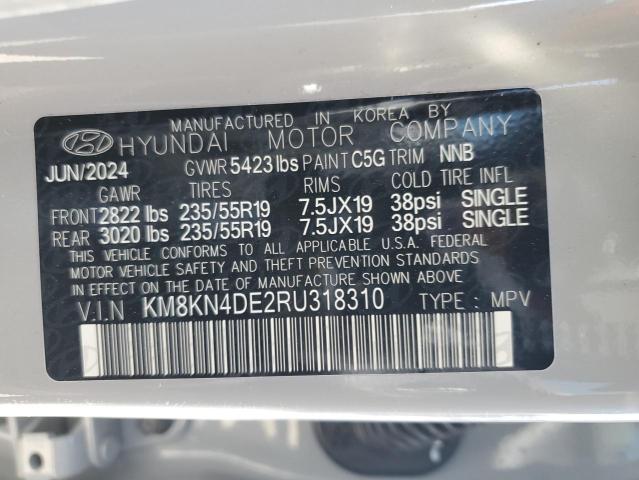 MANUFACTURED IN KOREA BY
HYUNDAI MOTOR COMPANY
JUN/2024 GVWR 5423 lbs PAINT C5G TRIM NNB
GAWR TIRES RIMS COLD TIRE INFL
FRONT 2822 lbs 235/55R19 7.5JX19 38psi SINGLE
REAR 3020 lbs 235/55R19 7.5JX19 38psi SINGLE
THIS VEHICLE CONFORMS TO ALL APPLICABLE U.S.A. FEDERAL
MOTOR VEHICLE SAFETY AND THEFT PREVENTION STANDARDS
IN EFFECT ON THE DATE OF MANUFACTURE SHOWN ABOVE.
V.I.N KM8KN4DE2RU318310 TYPE : MPV